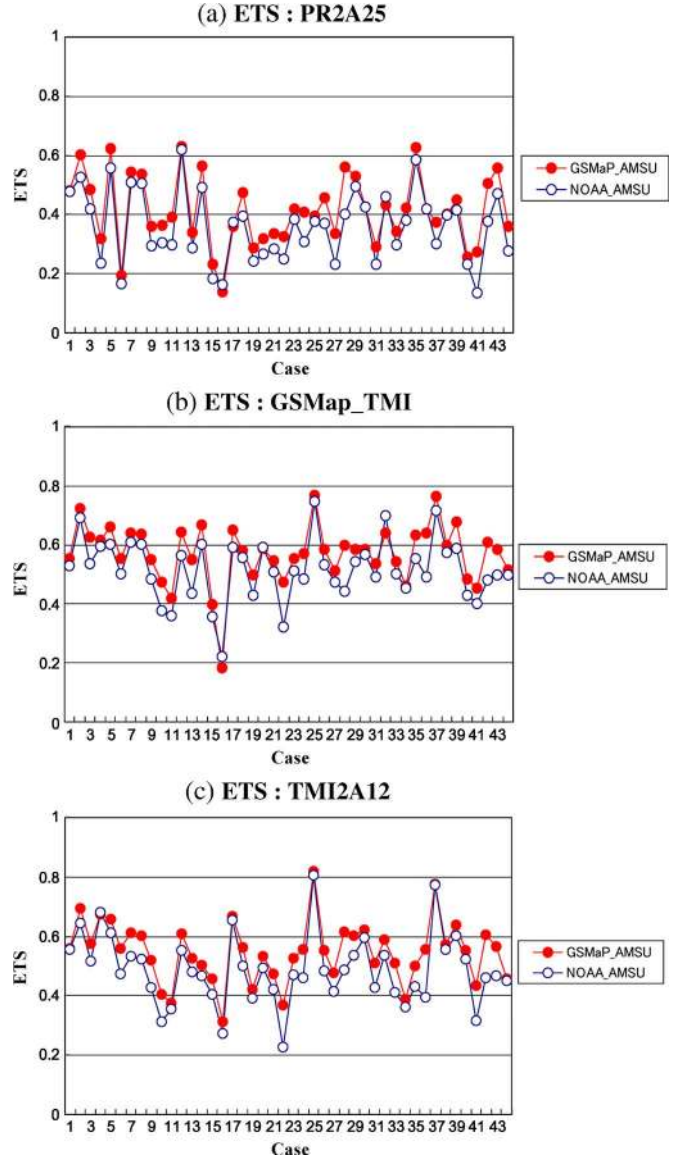 (a) ETS : PR2A25
1
0.8
0.6
0.4
0.2
0
ETS
1 3 5 7 9 11 13 15 17 19 21 23 25 27 29 31 33 35 37 39 41 43
Case
GSMaP_AMSU
NOAA_AMSU
(b) ETS : GSMap_TMI
1
0.8
0.6
0.4
0.2
0
ETS
1 3 5 7 9 11 13 15 17 19 21 23 25 27 29 31 33 35 37 39 41 43
Case
GSMaP_AMSU
NOAA_AMSU
(c) ETS : TMI2A12
1
0.8
0.6
0.4
0.2
0
ETS
1 3 5 7 9 11 13 15 17 19 21 23 25 27 29 31 33 35 37 39 41 43
Case
GSMaP_AMSU
NOAA_AMSU